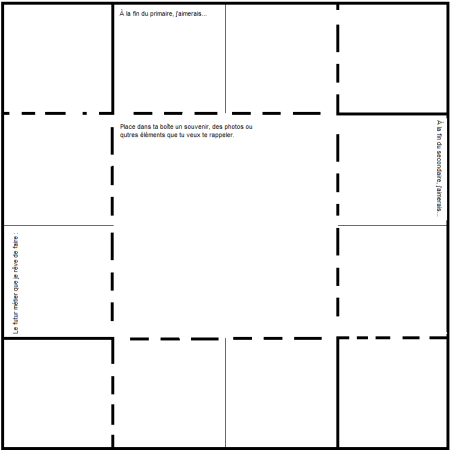 À la fin du primaire, j'aimerais...
Place dans ta boîte un souvenir, des photos ou
qutres éléments que tu veux te rappeler.
À la fin du secondaire, j'aimerais...
Le futur métier que je rêve de faire :